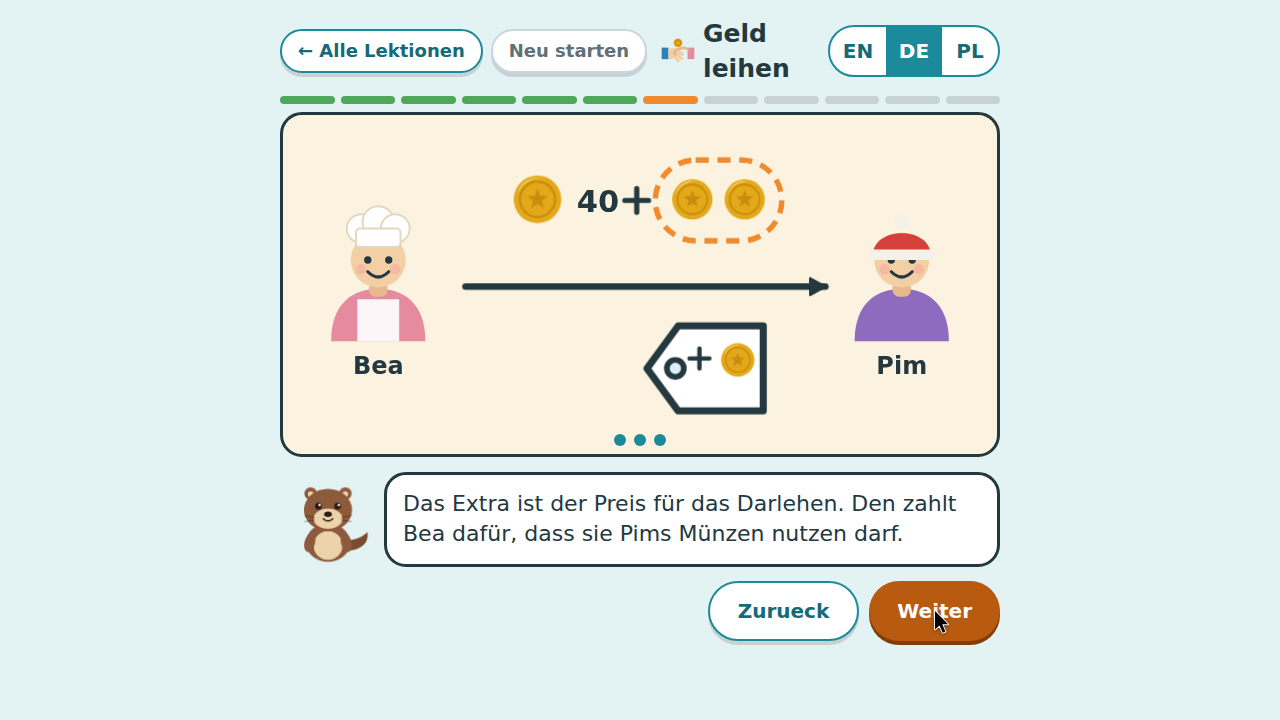 ← Alle Lektionen
Neu starten
Geld
leihen
EN DE PL
40 +
+
Bea
Pim
Das Extra ist der Preis für das Darlehen. Den zahlt
Bea dafür, dass sie Pims Münzen nutzen darf.
Zurueck
Weiter